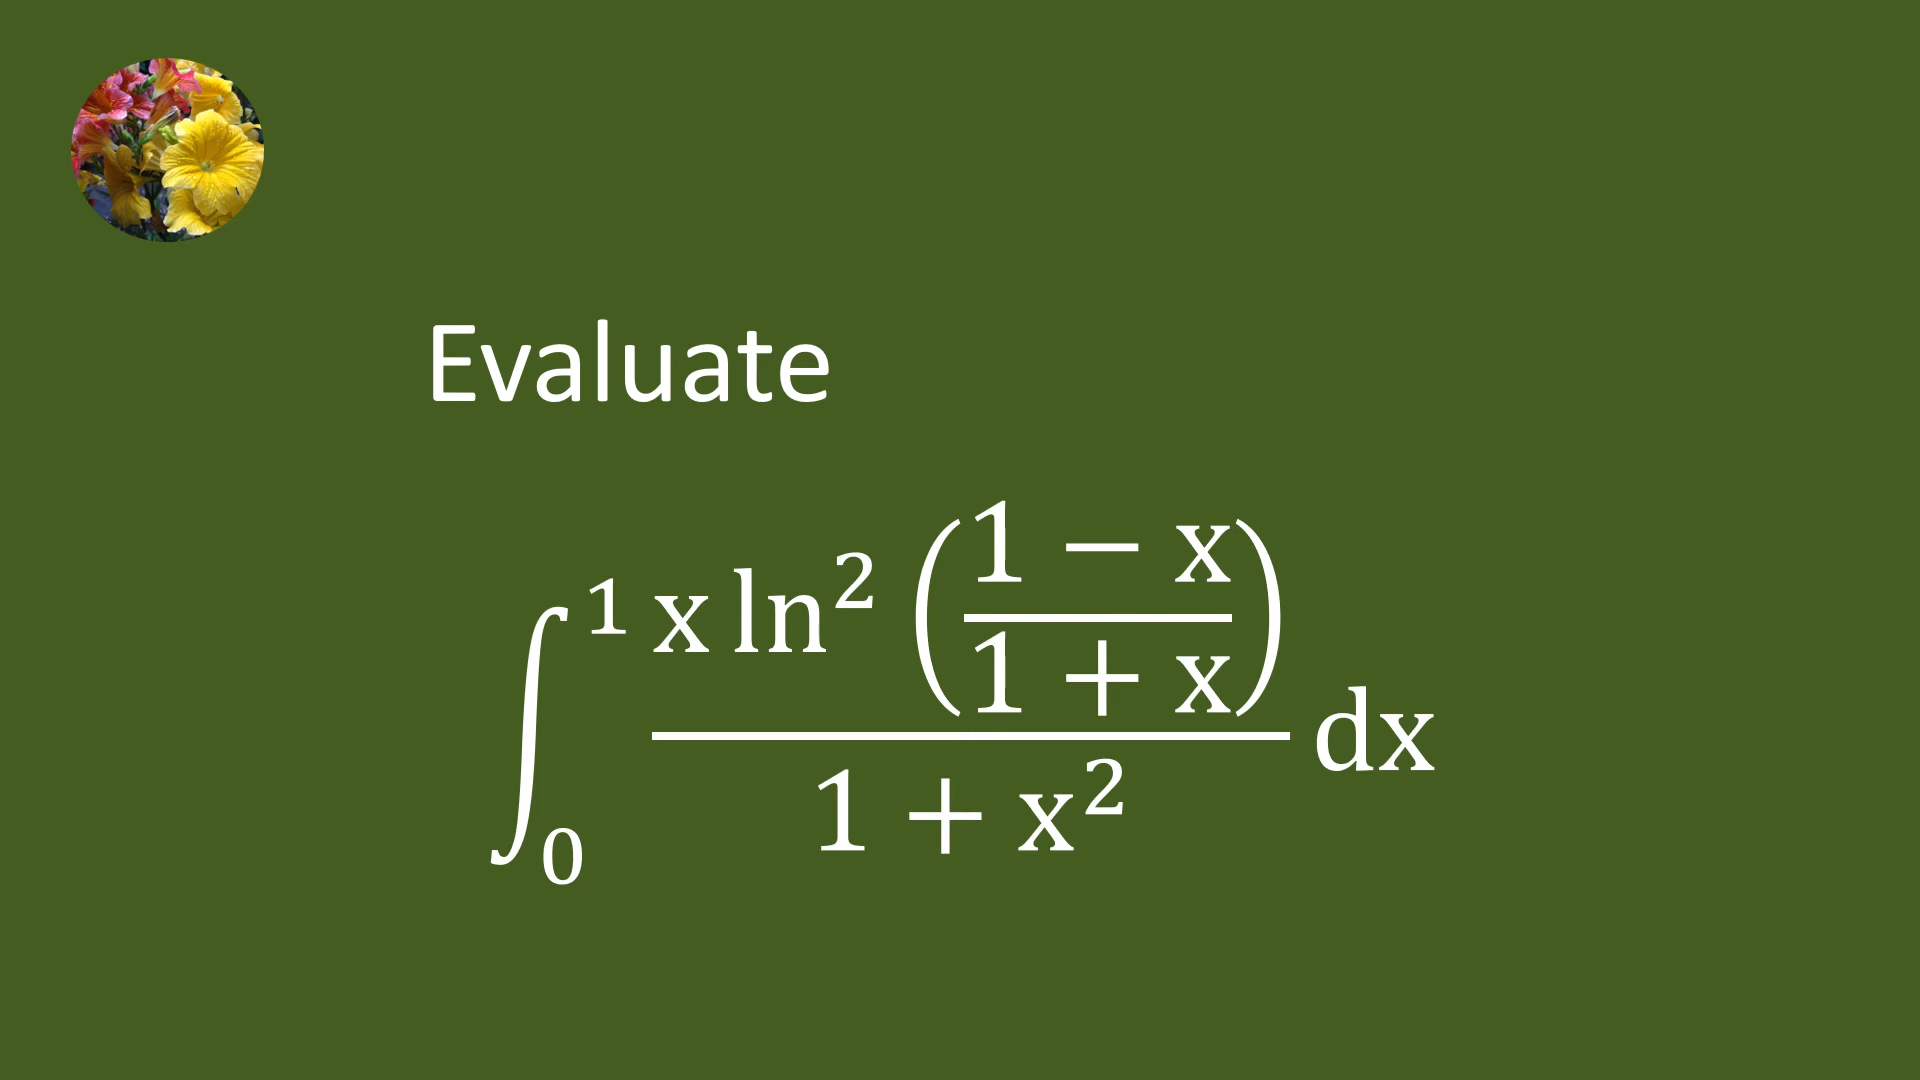 Evaluate
∫₀¹ x ln² ((1 − x)/(1 + x)) / (1 + x²) dx